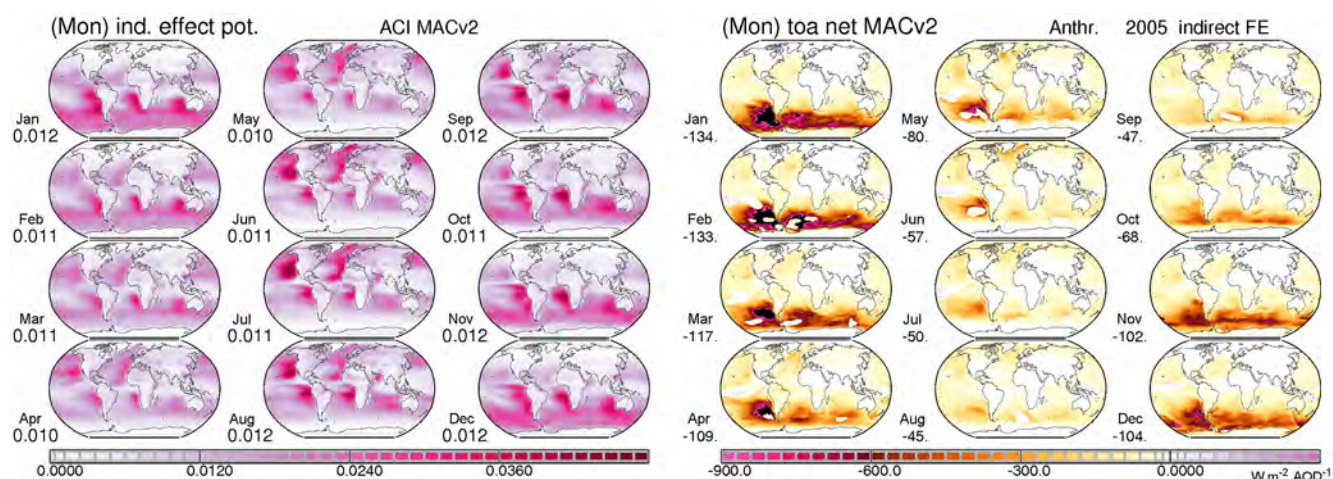 (Mon) ind. effect pot. ACI MACv2
Jan
0.012
May
0.010
Sep
0.012
Feb
0.011
Jun
0.011
Oct
0.011
Mar
0.011
Jul
0.011
Nov
0.012
Apr
0.010
Aug
0.012
Dec
0.012
0.0000 0.0120 0.0240 0.0360
(Mon) toa net MACv2 Anthr. 2005 indirect FE
Jan
-134.
May
-80.
Sep
-47.
Feb
-133.
Jun
-57.
Oct
-68.
Mar
-117.
Jul
-50.
Nov
-102.
Apr
-109.
Aug
-45.
Dec
-104.
-900.0 -600.0 -300.0 0.0000 W m⁻² AOD⁻¹